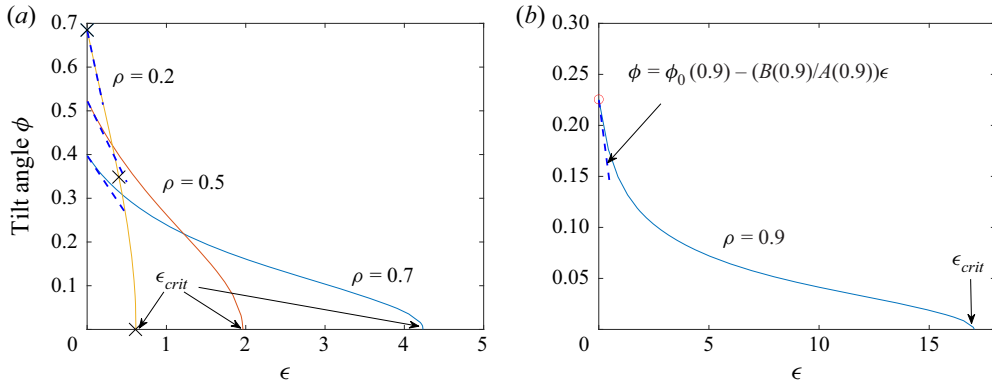 (a)
0.7
0.6
0.5
0.4
0.3
0.2
0.1
Tilt angle ϕ
ρ = 0.2
ρ = 0.5
ρ = 0.7
ϵcrit
0 1 2 3 4 5
ϵ
(b)
0.30
0.25
0.20
0.15
0.10
0.05
ϕ = ϕ0 (0.9) – (B(0.9)/A(0.9))ϵ
ρ = 0.9
ϵcrit
0 5 10 15
ϵ